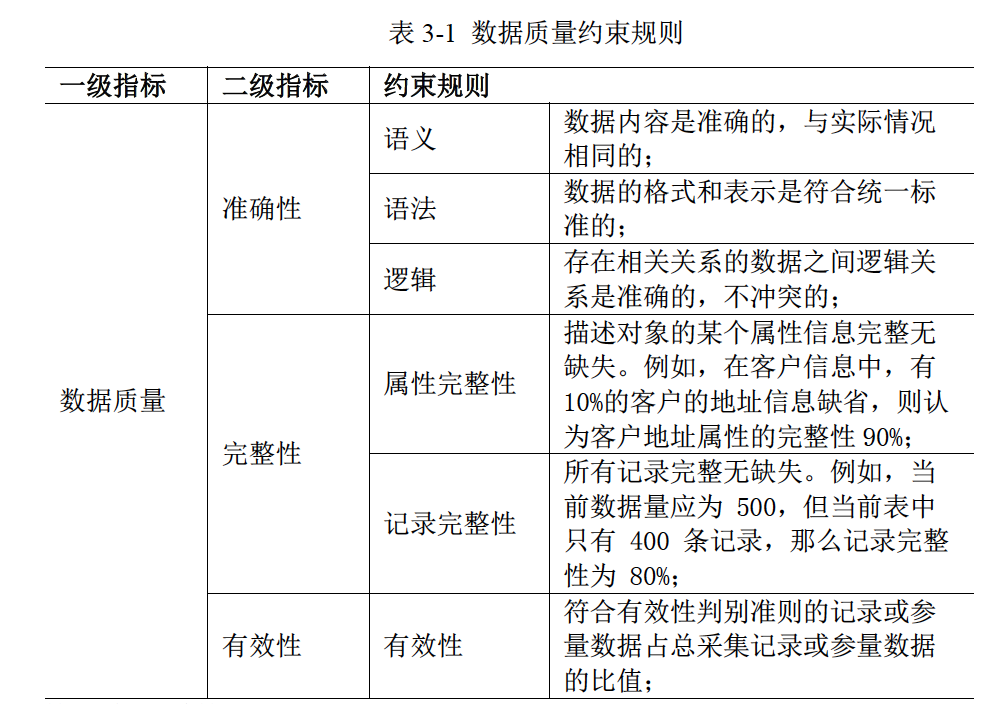 表 3-1 数据质量约束规则
一级指标 二级指标 约束规则
数据质量
准确性
语义
数据内容是准确的，与实际情况
相同的；
语法
数据的格式和表示是符合统一标
准的；
逻辑
存在相关关系的数据之间逻辑关
系是准确的，不冲突的；
完整性
属性完整性
描述对象的某个属性信息完整无
缺失。例如，在客户信息中，有
10%的客户的地址信息缺省，则认
为客户地址属性的完整性90%；
记录完整性
所有记录完整无缺失。例如，当
前数据量应为 500，但当前表中
只有 400 条记录，那么记录完整
性为 80%；
有效性
有效性
符合有效性判别准则的记录或参
量数据占总采集记录或参量数据
的比值；